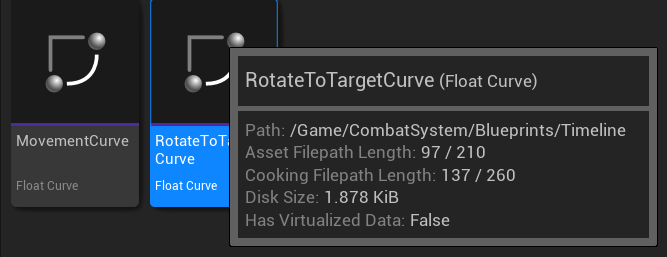 MovementCurve
Float Curve
RotateToTa
Curve
Float Curve
RotateToTargetCurve (Float Curve)
Path: /Game/CombatSystem/Blueprints/Timeline
Asset Filepath Length: 97 / 210
Cooking Filepath Length: 137 / 260
Disk Size: 1.878 KiB
Has Virtualized Data: False